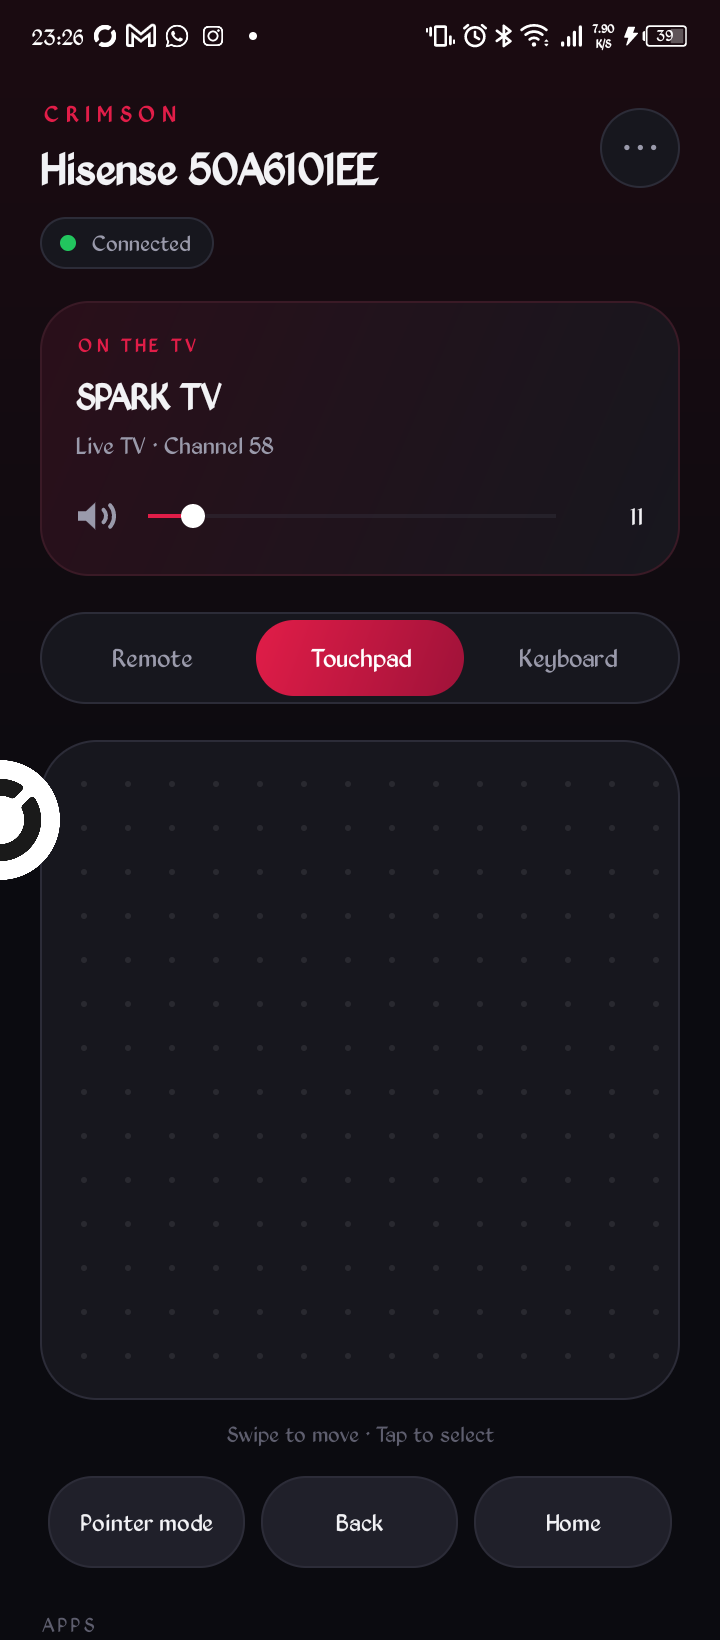 23:26
7.90
K/S
39
CRIMSON
Hisense 50A6101EE
Connected
ON THE TV
SPARK TV
Live TV · Channel 58
11
Remote
Touchpad
Keyboard
Swipe to move · Tap to select
Pointer mode
Back
Home
APPS